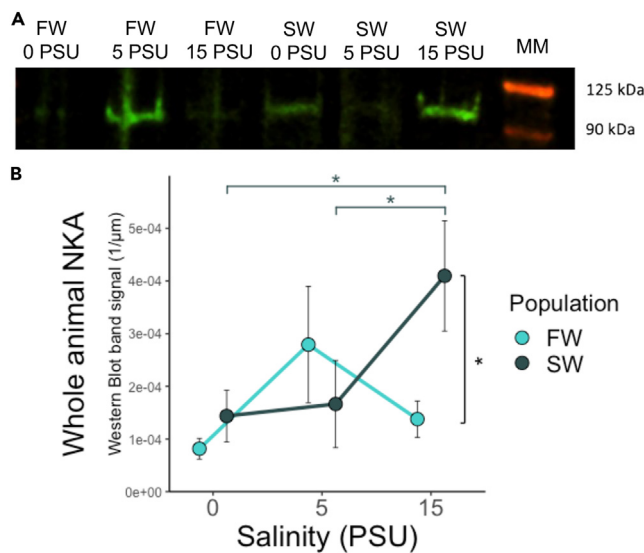 A
FW
0 PSU
FW
5 PSU
FW
15 PSU
SW
0 PSU
SW
5 PSU
SW
15 PSU
MM
125 kDa
90 kDa
B
Whole animal NKA
Western Blot band signal (1/µm)
*
*
5e-04
4e-04
3e-04
2e-04
1e-04
0e+00
*
Population
FW
SW
0
5
15
Salinity (PSU)